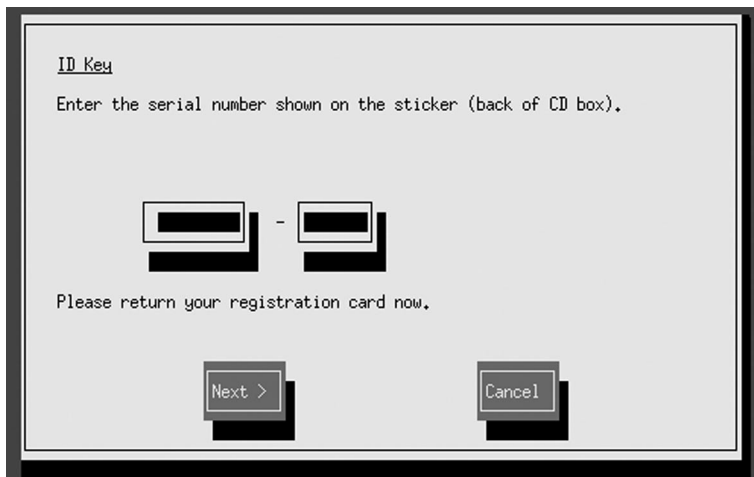 ID Key
Enter the serial number shown on the sticker (back of CD box).
-
Please return your registration card now.
Next >
Cancel